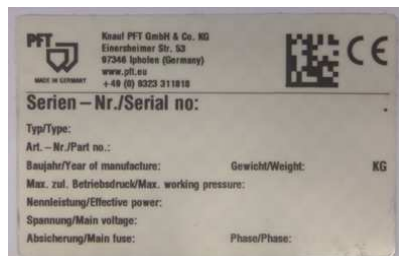 PFT
MADE IN GERMANY
Knauf PFT GmbH & Co. KG
Einersheimer Str. 53
97346 Iphofen (Germany)
www.pft.eu
+49 (0) 9323 311818
CE
Serien – Nr./Serial no:
Typ/Type:
Art. – Nr./Part no.:
Baujahr/Year of manufacture: Gewicht/Weight: KG
Max. zul. Betriebsdruck/Max. working pressure:
Nennleistung/Effective power:
Spannung/Main voltage:
Absicherung/Main fuse: Phase/Phase: